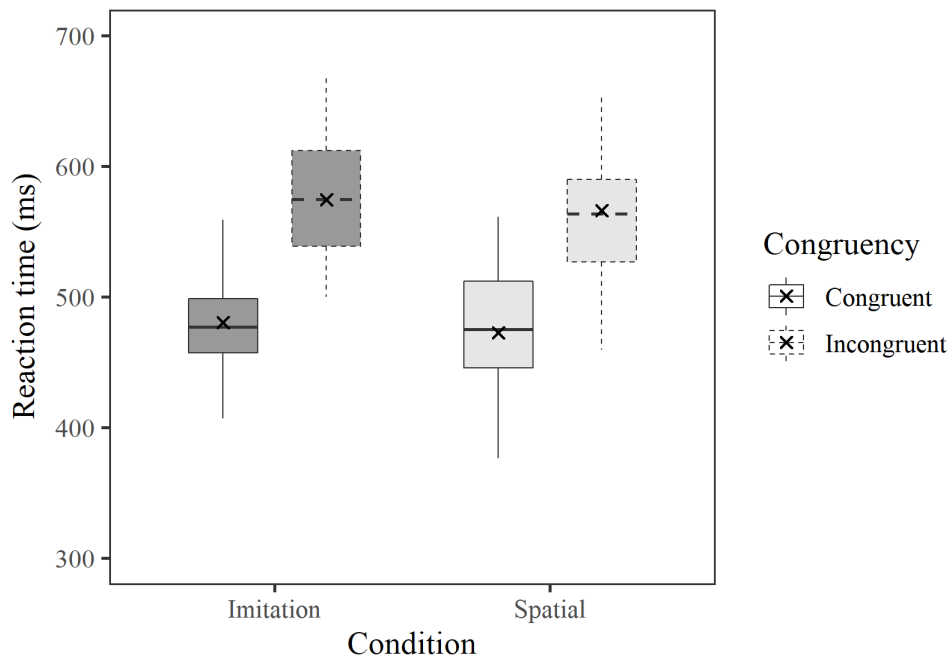 700
600
500
400
300
Reaction time (ms)
Imitation
Spatial
Condition
Congruency
Congruent
Incongruent